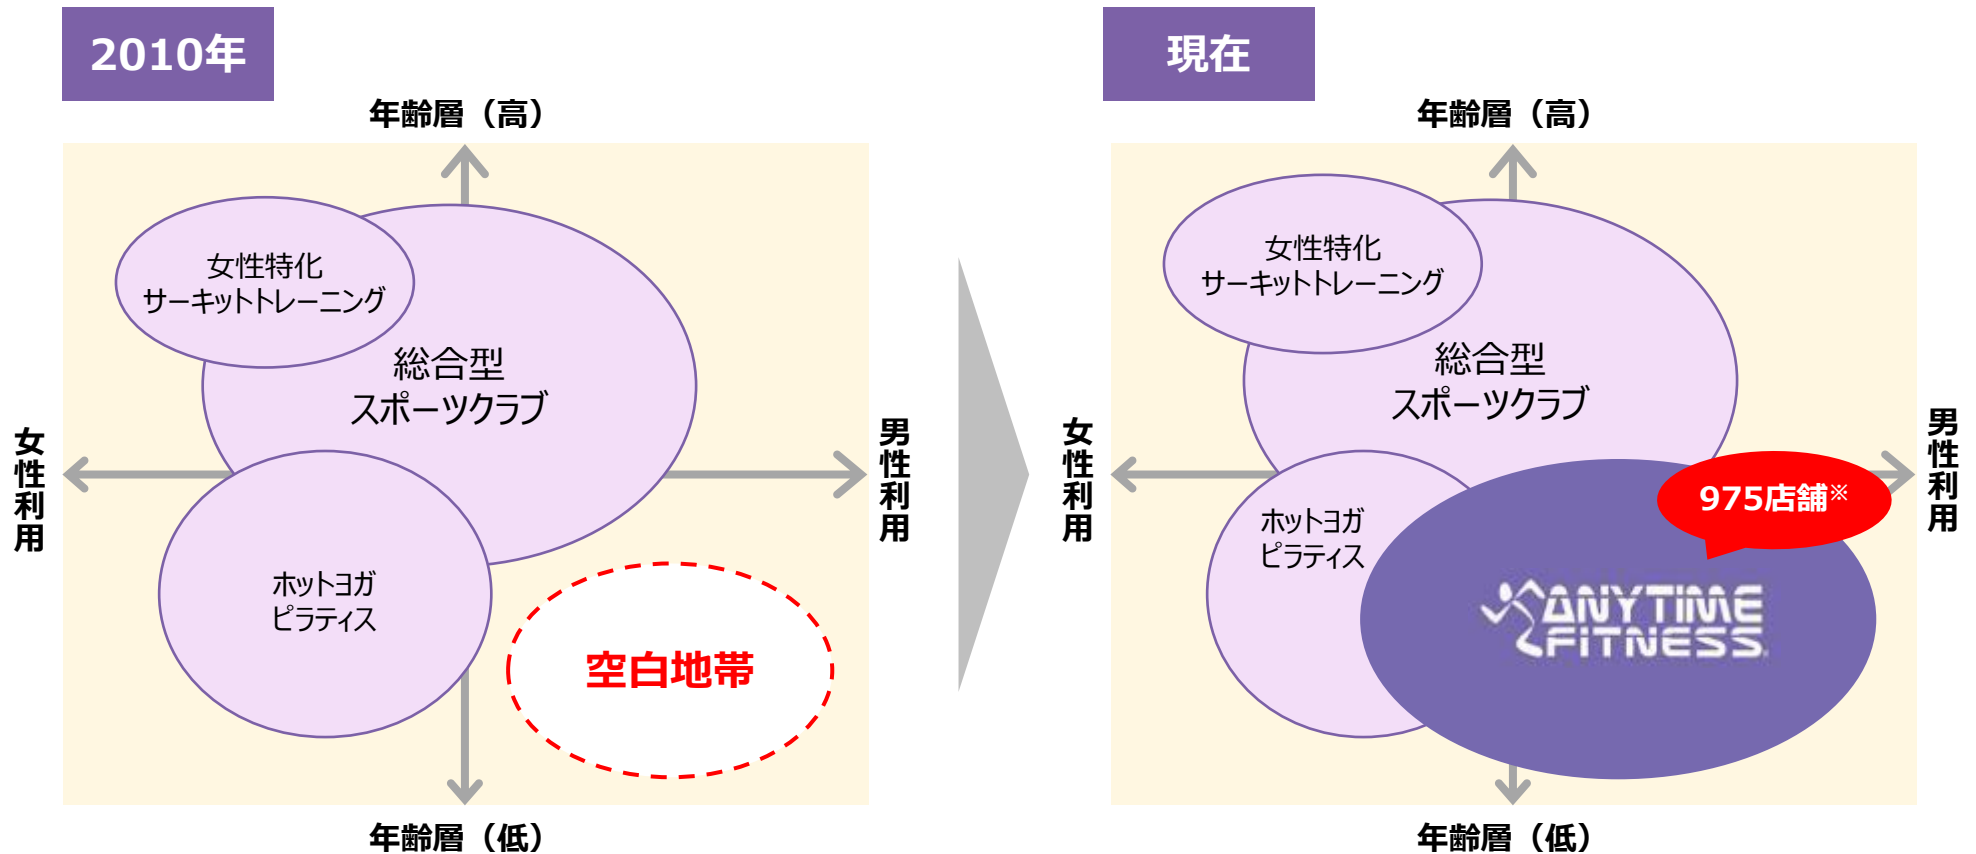 2010年
年齢層（高）
女性特化
サーキットトレーニング
総合型
スポーツクラブ
女性利用
男性利用
ホットヨガ
ピラティス
空白地帯
年齢層（低）
現在
年齢層（高）
女性特化
サーキットトレーニング
総合型
スポーツクラブ
女性利用
男性利用
975店舗※
ホットヨガ
ピラティス
ANYTIME
FITNESS
年齢層（低）